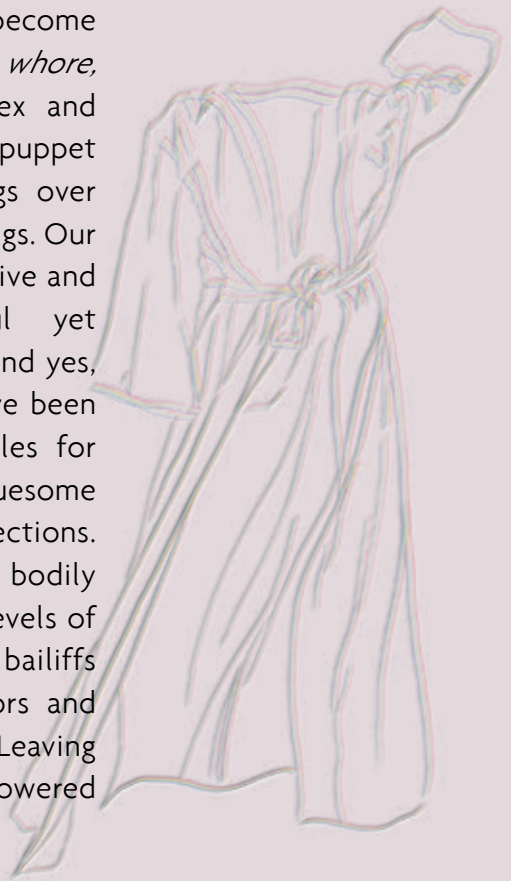 become
whore,
ex and
puppet
gs over
gs. Our
ive and
l yet
nd yes,
ve been
les for
uesome
ections.
bodily
evels of
bailiffs
ors and
Leaving
owered